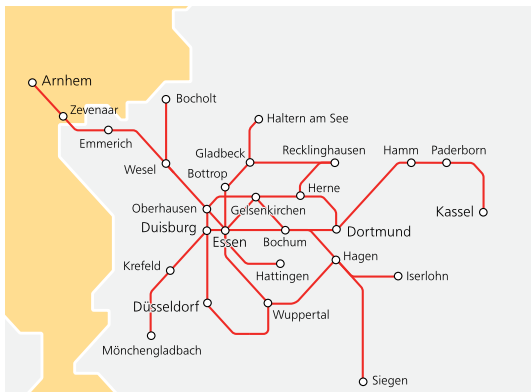 Arnhem
Zevenaar
Bocholt
Emmerich
Haltern am See
Wesel
Gladbeck
Recklinghausen
Hamm
Paderborn
Bottrop
Herne
Oberhausen
Gelsenkirchen
Kassel
Duisburg
Essen
Bochum
Dortmund
Krefeld
Hattingen
Hagen
Iserlohn
Düsseldorf
Wuppertal
Mönchengladbach
Siegen